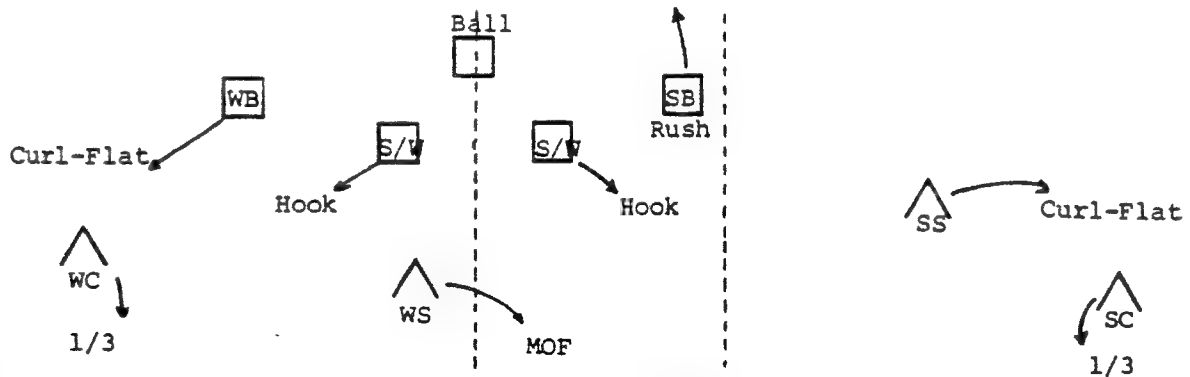 Ball
WB
SB
Rush
S/W
S/W
Curl-Flat
Hook
Hook
SS
Curl-Flat
WC
WS
SC
1/3
MOF
1/3